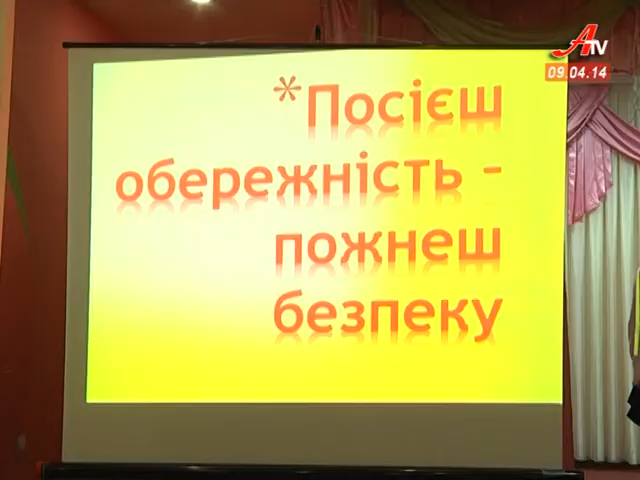 ATV
09.04.14
*Посієш
обережність -
пожнеш
безпеку